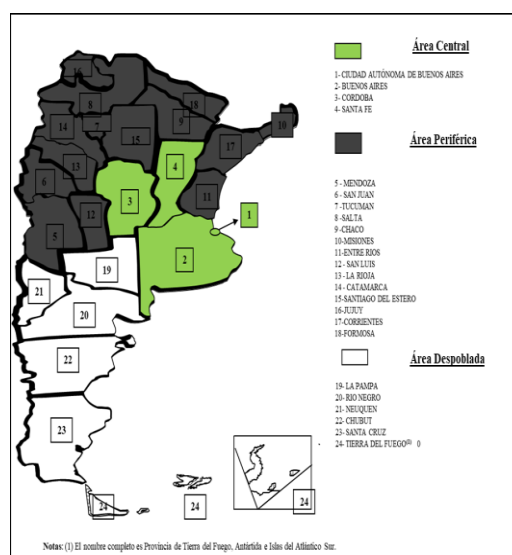 Área Central
1- CIUDAD AUTÓNOMA DE BUENOS AIRES
2- BUENOS AIRES
3- CORDOBA
4- SANTA FE
Área Periférica
5 - MENDOZA
6 - SAN JUAN
7 -TUCUMAN
8 -SALTA
9 -CHACO
10-MISIONES
11-ENTRE RIOS
12 -SAN LUIS
13 - LA RIOJA
14 - CATAMARCA
15-SANTIAGO DEL ESTERO
16-JUJUY
17-CORRIENTES
18-FORMOSA
Área Despoblada
19- LA PAMPA
20- RIO NEGRO
21- NEUQUEN
22- CHUBUT
23- SANTA CRUZ
24- TIERRA DEL FUEGO(1) 0
16
8
18
7
9
14
15
10
17
13
6
4
3
11
12
1
5
2
19
21
20
22
23
24
24
24
Notas: (1) El nombre completo es Provincia de Tierra del Fuego, Antártida e Islas del Atlántico Sur.